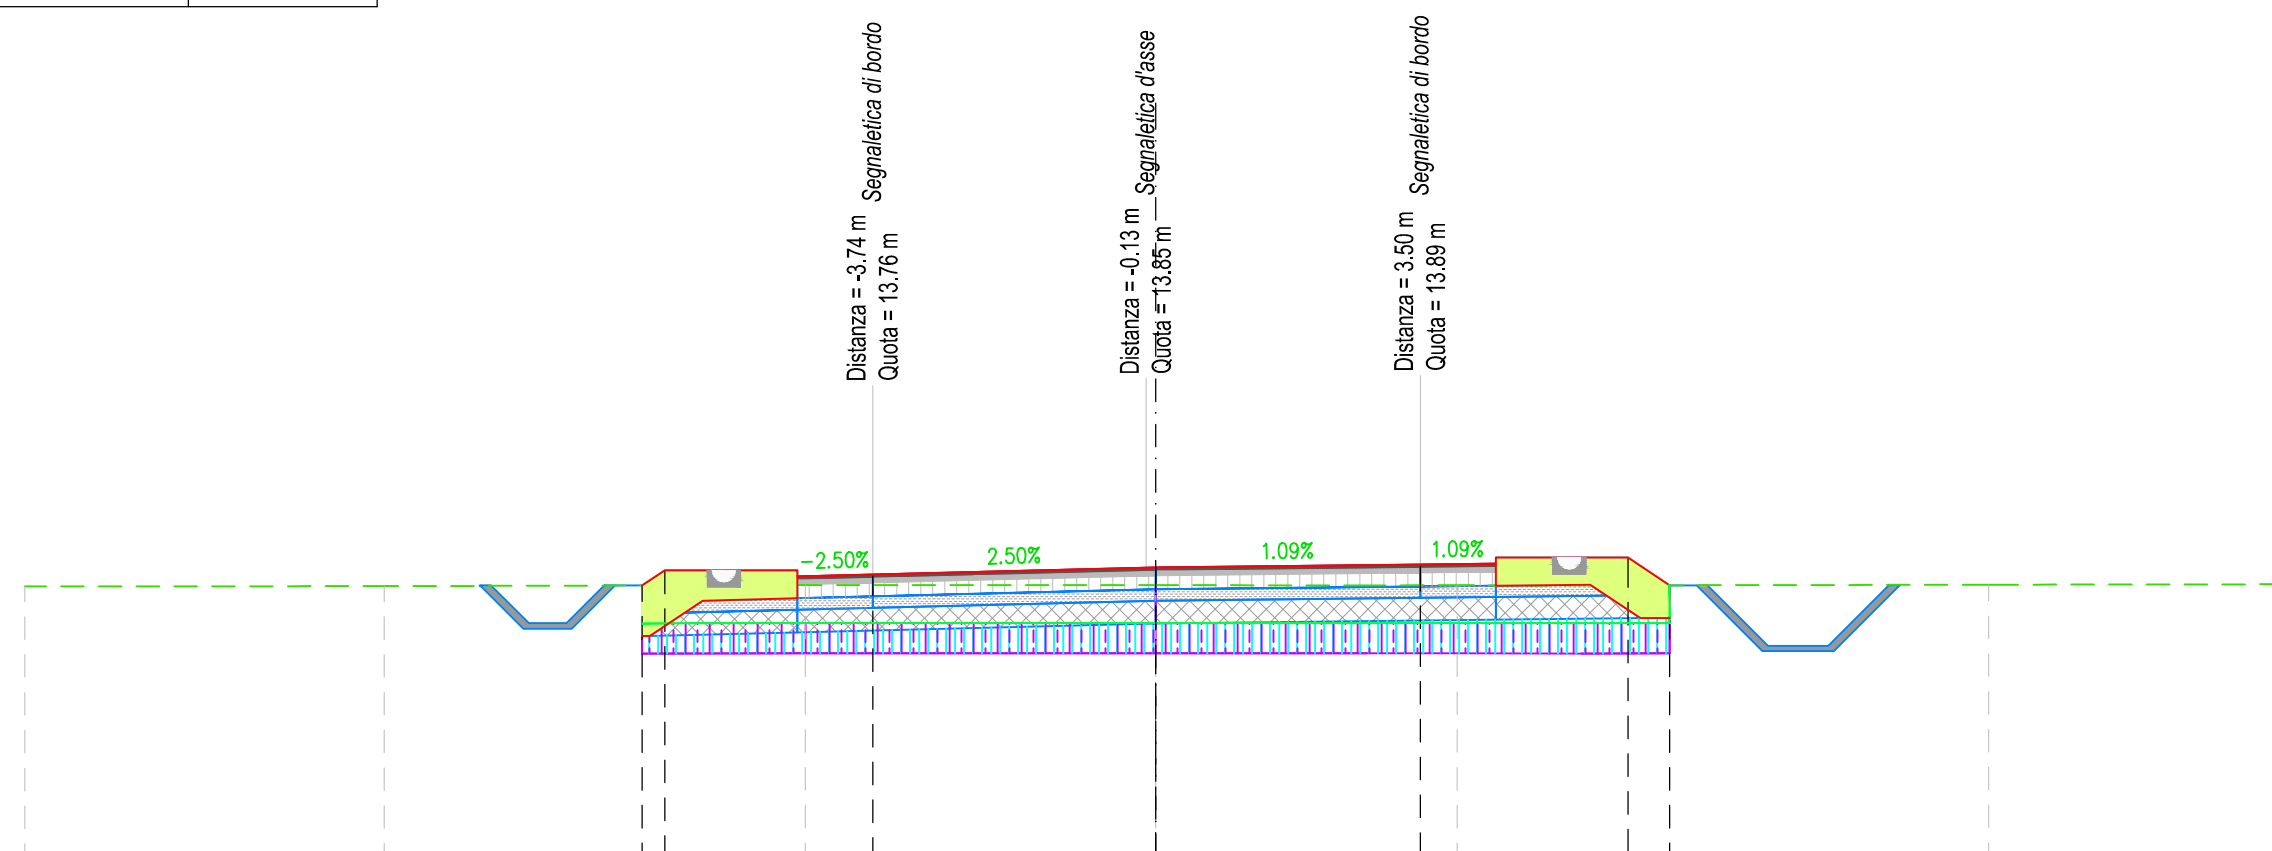 Segnaletica di bordo
Distanza = -3.74 m
Quota = 13.76 m
Segnaletica d'asse
Distanza = -0.13 m
Quota = 13.85 m
Segnaletica di bordo
Distanza = 3.50 m
Quota = 13.89 m
-2.50%
2.50%
1.09%
1.09%